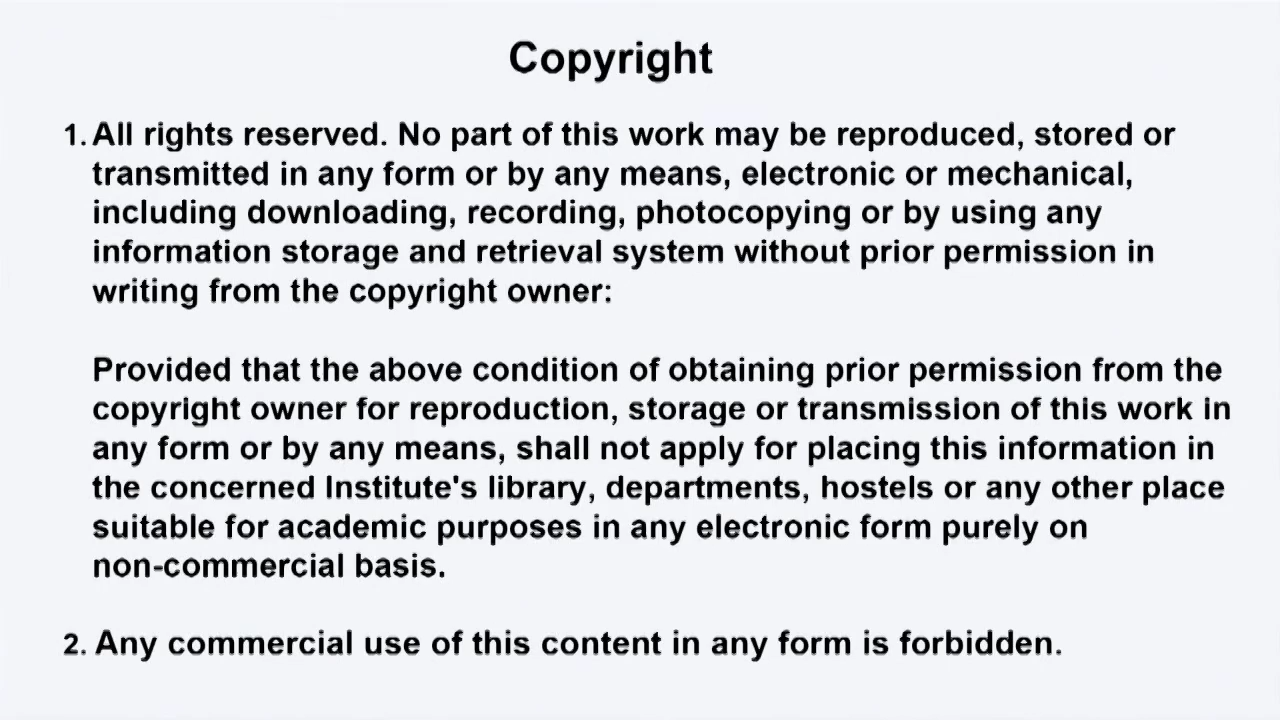 Copyright
1. All rights reserved. No part of this work may be reproduced, stored or
transmitted in any form or by any means, electronic or mechanical,
including downloading, recording, photocopying or by using any
information storage and retrieval system without prior permission in
writing from the copyright owner:
Provided that the above condition of obtaining prior permission from the
copyright owner for reproduction, storage or transmission of this work in
any form or by any means, shall not apply for placing this information in
the concerned Institute's library, departments, hostels or any other place
suitable for academic purposes in any electronic form purely on
non-commercial basis.
2. Any commercial use of this content in any form is forbidden.